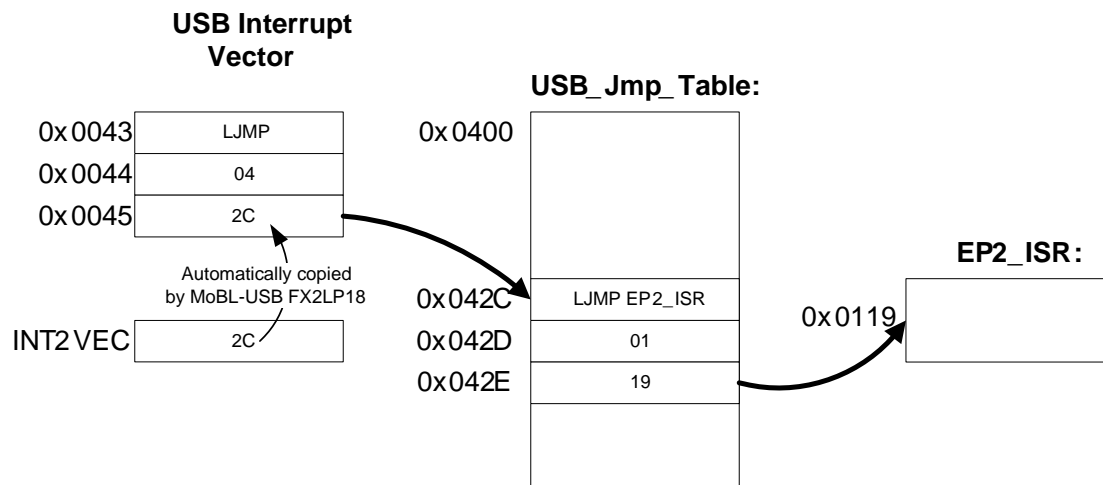 USB Interrupt
Vector
USB_Jmp_Table:
0x0043
LJMP
0x0400
0x0044
04
0x0045
2C
EP2_ISR:
Automatically copied
by MoBL-USB FX2LP18
0x042C
LJMP EP2_ISR
0x0119
INT2VEC
2C
0x042D
01
0x042E
19